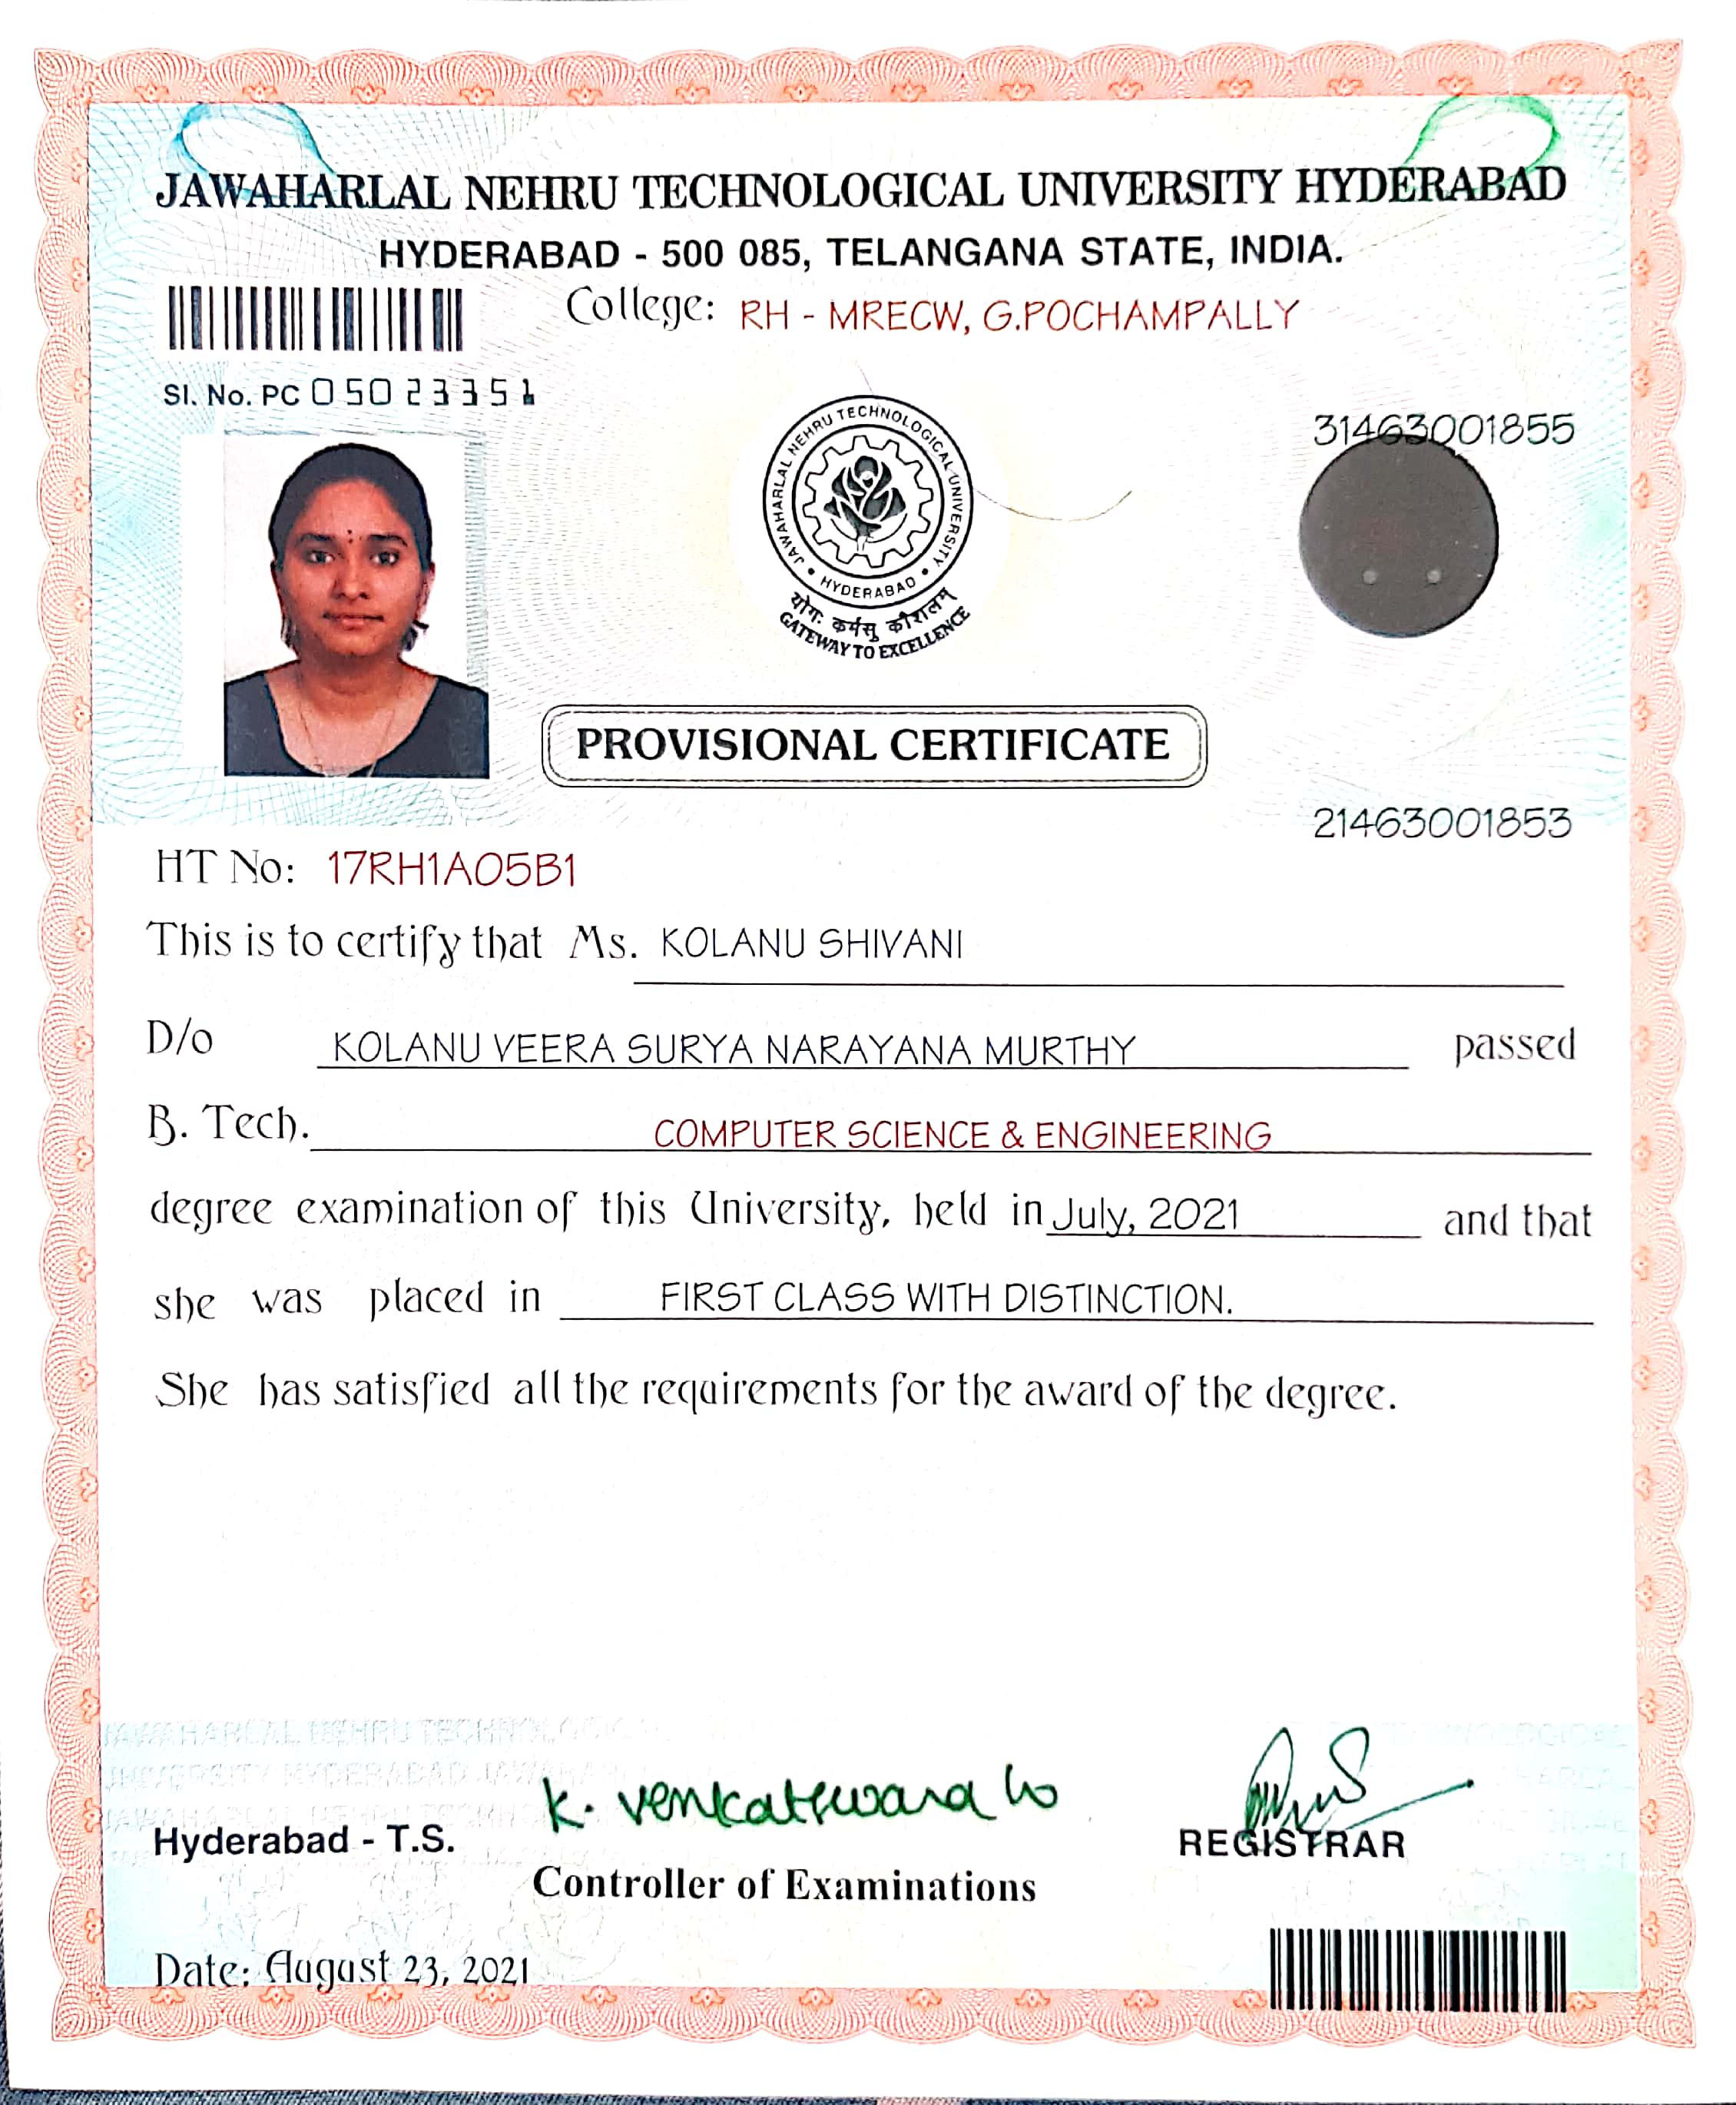 JAWAHARLAL NEHRU TECHNOLOGICAL UNIVERSITY HYDERABAD
HYDERABAD - 500 085, TELANGANA STATE, INDIA.
College: RH - MRECW, G.POCHAMPALLY
Sl. No. PC 05023351
31463001855
JAWAHARLAL NEHRU TECHNOLOGICAL UNIVERSITY
• HYDERABAD •
योगः कर्मसु कौशलम्
GATEWAY TO EXCELLENCE
PROVISIONAL CERTIFICATE
21463001853
HT No: 17RH1A05B1
This is to certify that Ms. KOLANU SHIVANI
D/o KOLANU VEERA SURYA NARAYANA MURTHY passed
B. Tech. COMPUTER SCIENCE & ENGINEERING
degree examination of this University, held in July, 2021 and that
she was placed in FIRST CLASS WITH DISTINCTION.
She has satisfied all the requirements for the award of the degree.
K. Venkateswara
Hyderabad - T.S.
REGISTRAR
Controller of Examinations
Date: August 23, 2021